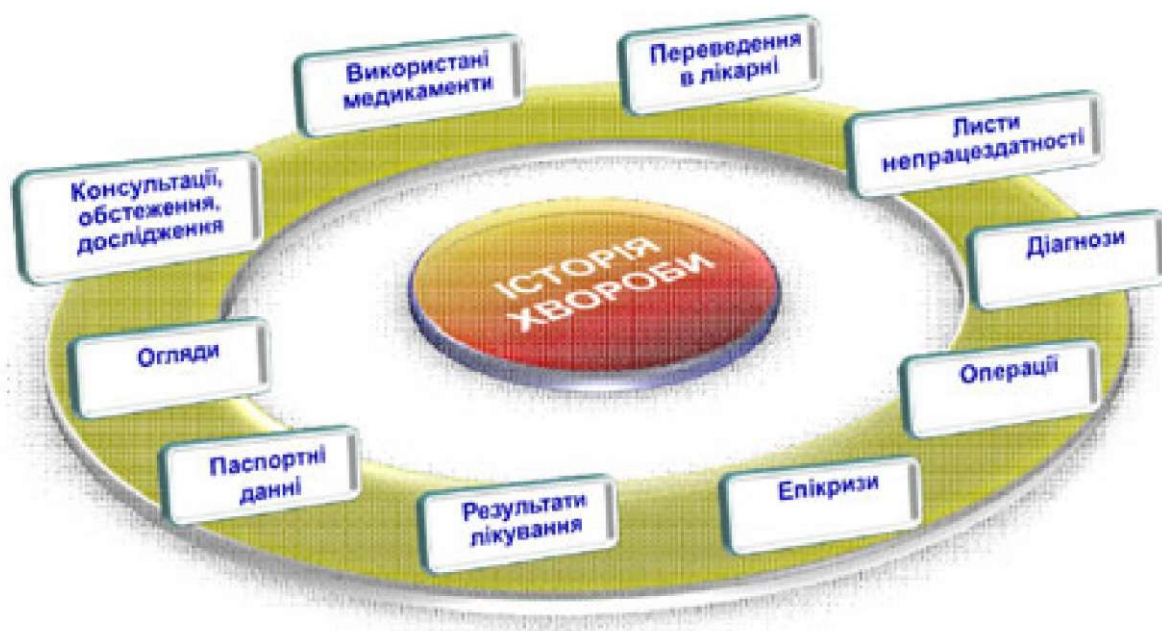 Використані
медикаменти
Переведення
в лікарні
Листи
непрацездатності
Консультації,
обстеження,
дослідження
Діагнози
ІСТОРІЯ
ХВОРОБИ
Огляди
Операції
Паспортні
данні
Результати
лікування
Епікризи